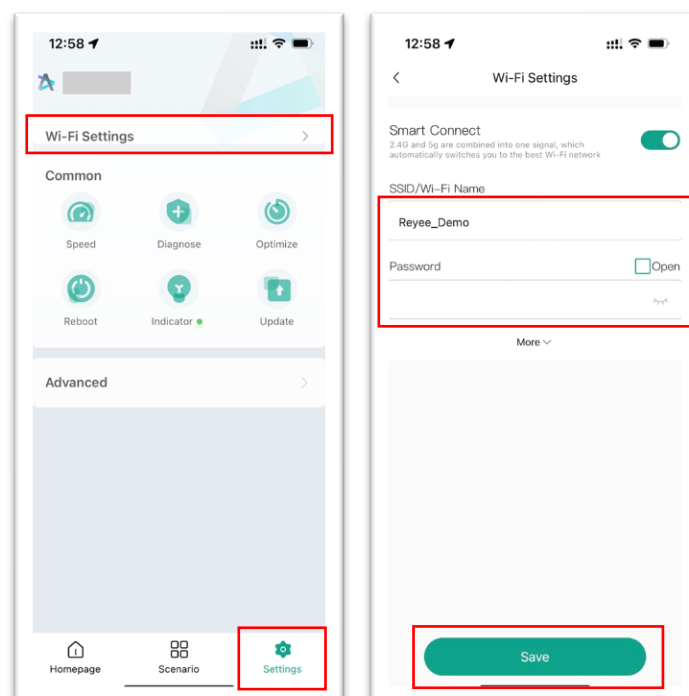 12:58
Wi-Fi Settings
Common
Speed
Diagnose
Optimize
Reboot
Indicator
Update
Advanced
Homepage
Scenario
Settings
12:58
Wi-Fi Settings
Smart Connect
2.4G and 5g are combined into one signal, which
automatically switches you to the best Wi-Fi network
SSID/Wi-Fi Name
Reyee_Demo
Password
Open
More
Save